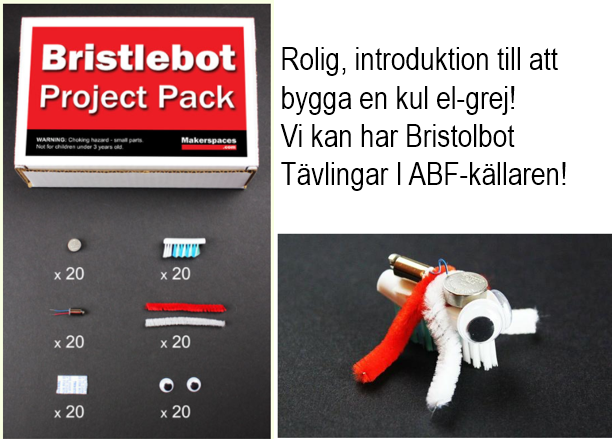 Bristlebot
Project Pack
WARNING: Choking hazard - small parts.
Not for children under 3 years old.
Makerspaces
.com
x 20
x 20
x 20
x 20
x 20
x 20
Rolig, introduktion till att
bygga en kul el-grej!
Vi kan har Bristolbot
Tävlingar I ABF-källaren!